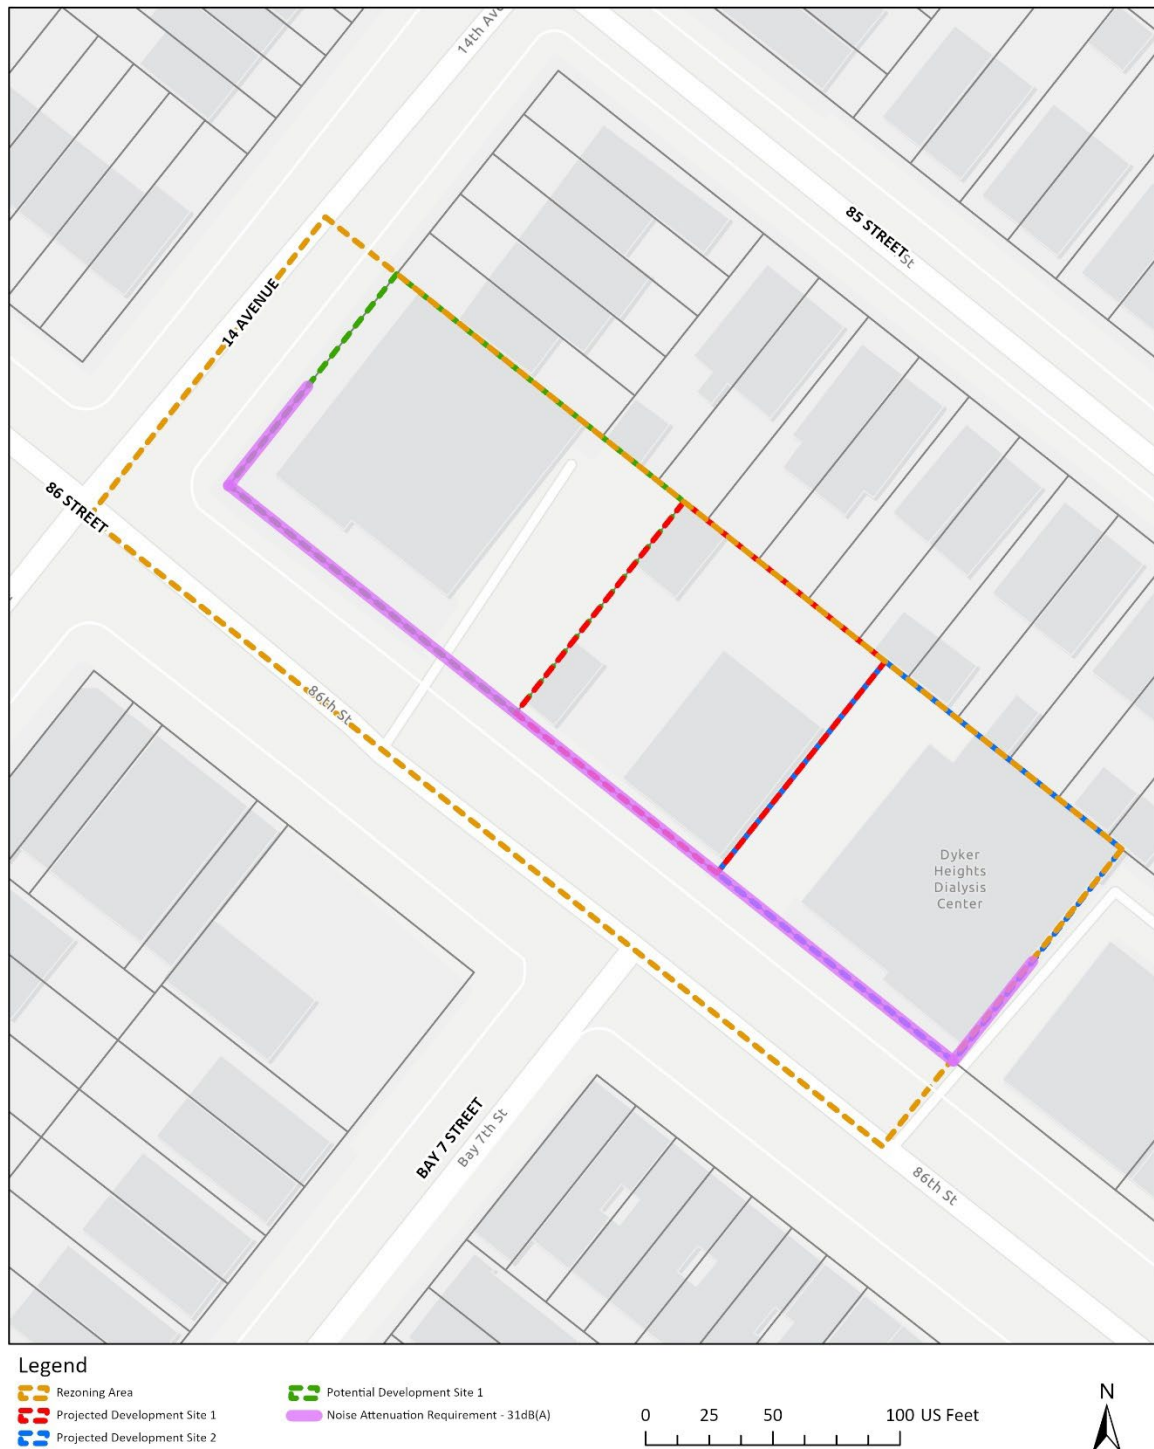 14th Ave
85 STREET
St
14 AVENUE
86 STREET
86th St
Dyker
Heights
Dialysis
Center
BAY 7 STREET
Bay 7th St
86th St
Legend
Rezoning Area
Projected Development Site 1
Projected Development Site 2
Potential Development Site 1
Noise Attenuation Requirement - 31dB(A)
0 25 50 100 US Feet
N